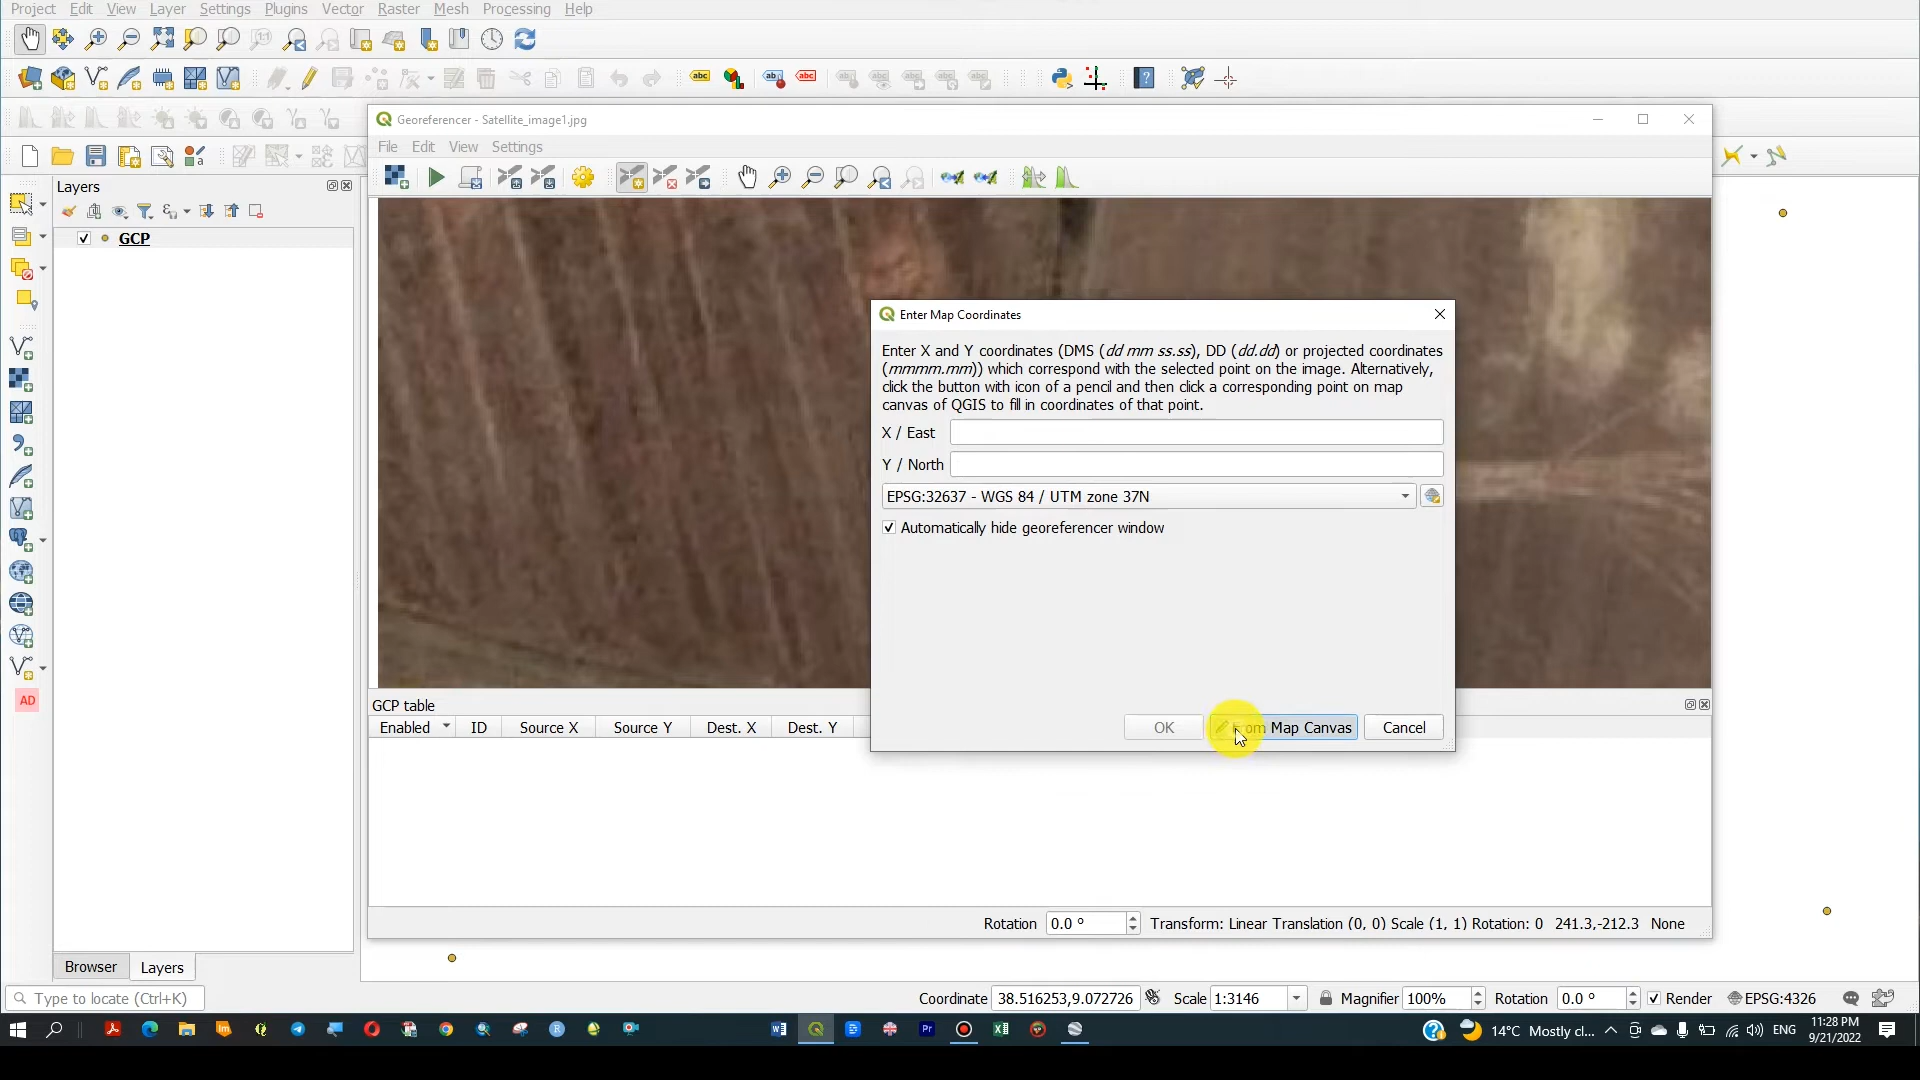 Project Edit View Layer Settings Plugins Vector Raster Mesh Processing Help
abc ab abc ab
Georeferencer - Satellite_image1.jpg
File Edit View Settings
Layers
GCP
Enter Map Coordinates
Enter X and Y coordinates (DMS (dd mm ss.ss), DD (dd.dd) or projected coordinates
(mmmm.mm)) which correspond with the selected point on the image. Alternatively,
click the button with icon of a pencil and then click a corresponding point on map
canvas of QGIS to fill in coordinates of that point.
X / East
Y / North
EPSG:32637 - WGS 84 / UTM zone 37N
Automatically hide georeferencer window
AD
OK From Map Canvas Cancel
GCP table
Enabled ID Source X Source Y Dest. X Dest. Y
Rotation 0.0 ° Transform: Linear Translation (0, 0) Scale (1, 1) Rotation: 0 241.3,-212.3 None
Browser Layers
Type to locate (Ctrl+K) Coordinate 38.516253,9.072726 Scale 1:3146 Magnifier 100% Rotation 0.0 ° Render EPSG:4326
14°C Mostly cl... ENG 11:28 PM
9/21/2022